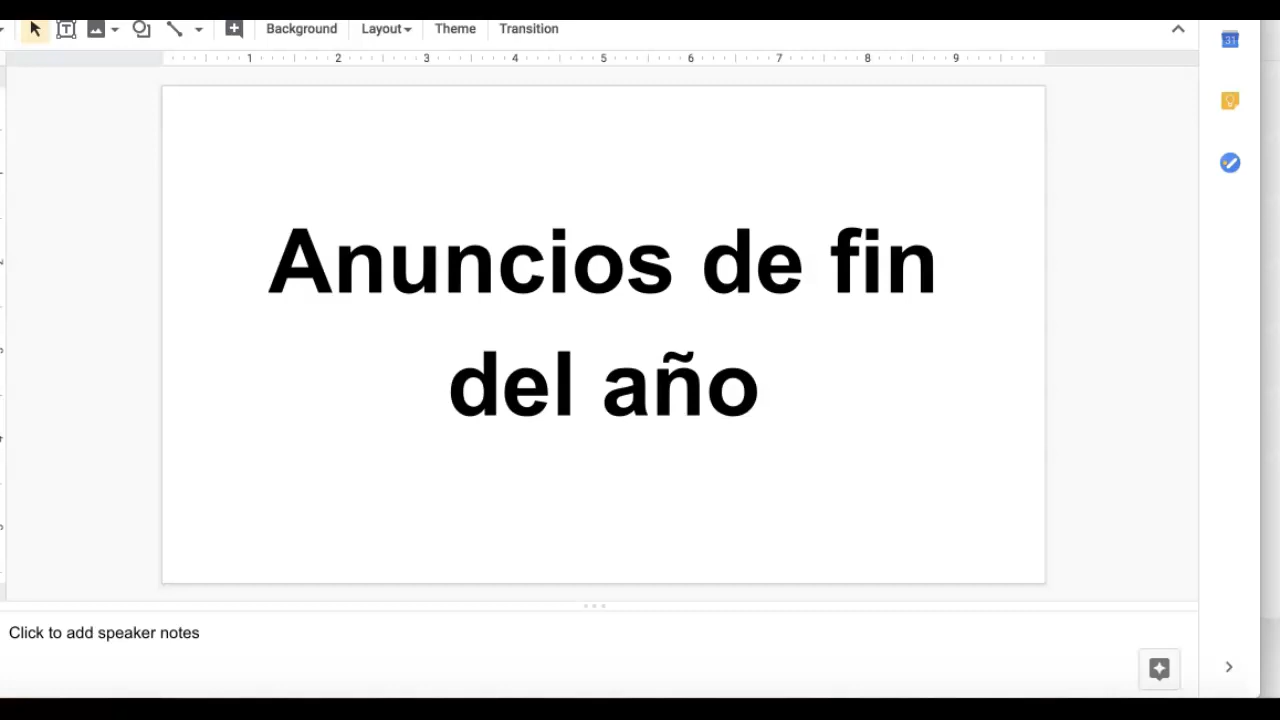 Background Layout Theme Transition
1 2 3 4 5 6 7 8 9
31
Anuncios de fin
del año
Click to add speaker notes